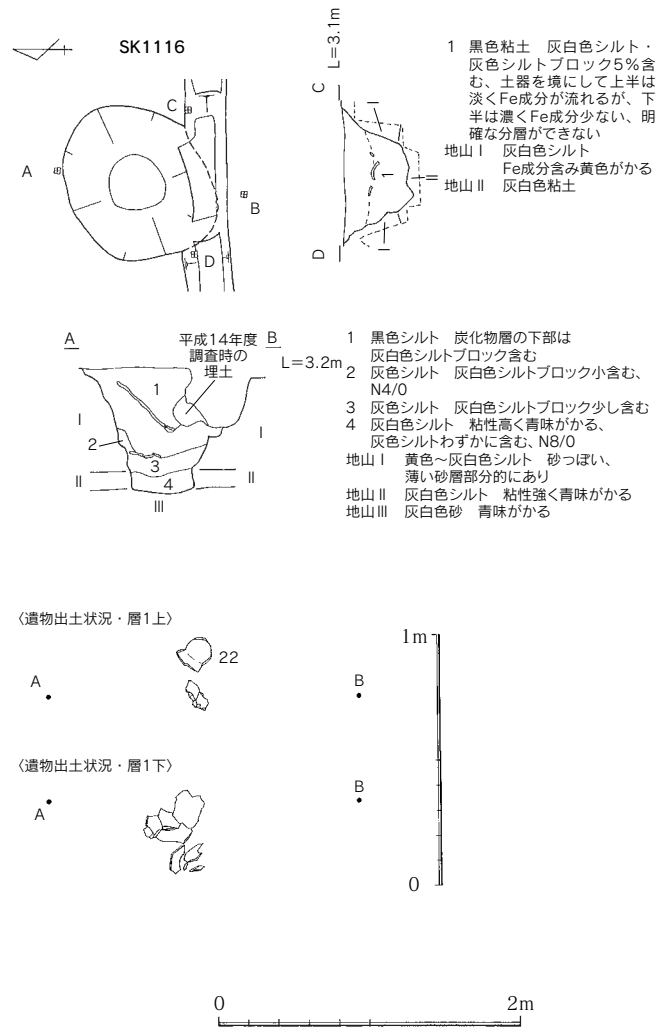 SK1116
C
A
B
D
L=3.1m
C
1
I
II
I
D
1 黒色粘土 灰白色シルト・
灰色シルトブロック5%含
む、土器を境にして上半は
淡くFe成分が流れるが、下
半は濃くFe成分少ない、明
確な分層ができない
地山Ⅰ 灰白色シルト
Fe成分含み黄色がかる
地山Ⅱ 灰白色粘土
A
平成14年度
調査時の
埋土
B
L=3.2m
1
I
2
3
4
I
II
II
III
1 黒色シルト 炭化物層の下部は
灰白色シルトブロック含む
2 灰色シルト 灰白色シルトブロック小含む、
N4/0
3 灰色シルト 灰白色シルトブロック少し含む
4 灰白色シルト 粘性高く青味がかる、
灰色シルトわずかに含む、N8/0
地山Ⅰ 黄色～灰白色シルト 砂っぽい、
薄い砂層部分的にあり
地山Ⅱ 灰白色シルト 粘性強く青味がかる
地山Ⅲ 灰白色砂 青味がかる
〈遺物出土状況・層1上〉
22
A
B
〈遺物出土状況・層1下〉
A
B
1m
0
0
2m